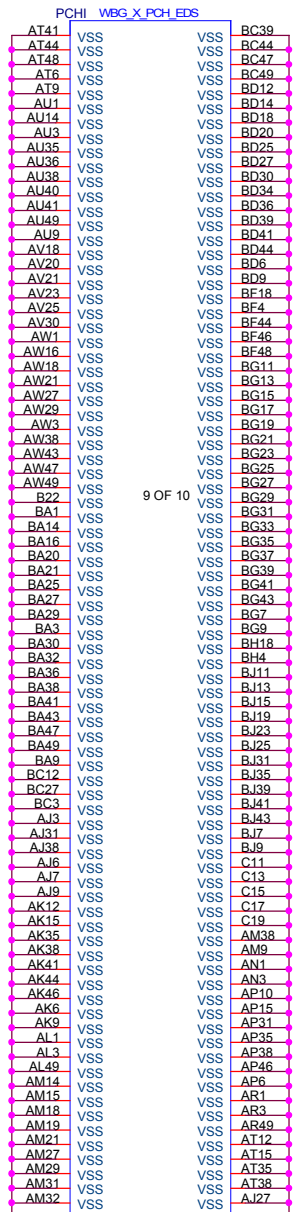 PCHI WBG_X_PCH_EDS
AT41 VSS VSS BC39
AT44 VSS VSS BC44
AT48 VSS VSS BC47
AT6 VSS VSS BC49
AT9 VSS VSS BD12
AU1 VSS VSS BD14
AU14 VSS VSS BD18
AU3 VSS VSS BD20
AU35 VSS VSS BD25
AU36 VSS VSS BD27
AU38 VSS VSS BD30
AU40 VSS VSS BD34
AU41 VSS VSS BD36
AU49 VSS VSS BD39
AU9 VSS VSS BD41
AV18 VSS VSS BD44
AV20 VSS VSS BD6
AV21 VSS VSS BD9
AV23 VSS VSS BF18
AV25 VSS VSS BF4
AV30 VSS VSS BF44
AW1 VSS VSS BF46
AW16 VSS VSS BF48
AW18 VSS VSS BG11
AW21 VSS VSS BG13
AW27 VSS VSS BG15
AW29 VSS VSS BG17
AW3 VSS VSS BG19
AW38 VSS VSS BG21
AW43 VSS VSS BG23
AW47 VSS VSS BG25
AW49 VSS VSS BG27
B22 VSS 9 OF 10 VSS BG29
BA1 VSS VSS BG31
BA14 VSS VSS BG33
BA16 VSS VSS BG35
BA20 VSS VSS BG37
BA21 VSS VSS BG39
BA25 VSS VSS BG41
BA27 VSS VSS BG43
BA29 VSS VSS BG7
BA3 VSS VSS BG9
BA30 VSS VSS BH18
BA32 VSS VSS BH4
BA36 VSS VSS BJ11
BA38 VSS VSS BJ13
BA41 VSS VSS BJ15
BA43 VSS VSS BJ19
BA47 VSS VSS BJ23
BA49 VSS VSS BJ25
BA9 VSS VSS BJ31
BC12 VSS VSS BJ35
BC27 VSS VSS BJ39
BC3 VSS VSS BJ41
AJ3 VSS VSS BJ43
AJ31 VSS VSS BJ7
AJ38 VSS VSS BJ9
AJ6 VSS VSS C11
AJ7 VSS VSS C13
AJ9 VSS VSS C15
AK12 VSS VSS C17
AK15 VSS VSS C19
AK35 VSS VSS AM38
AK38 VSS VSS AM9
AK41 VSS VSS AN1
AK44 VSS VSS AN3
AK46 VSS VSS AP10
AK6 VSS VSS AP15
AK9 VSS VSS AP31
AL1 VSS VSS AP35
AL3 VSS VSS AP38
AL49 VSS VSS AP46
AM14 VSS VSS AP6
AM15 VSS VSS AR1
AM18 VSS VSS AR3
AM19 VSS VSS AR49
AM21 VSS VSS AT12
AM27 VSS VSS AT15
AM29 VSS VSS AT35
AM31 VSS VSS AT38
AM32 VSS VSS AJ27